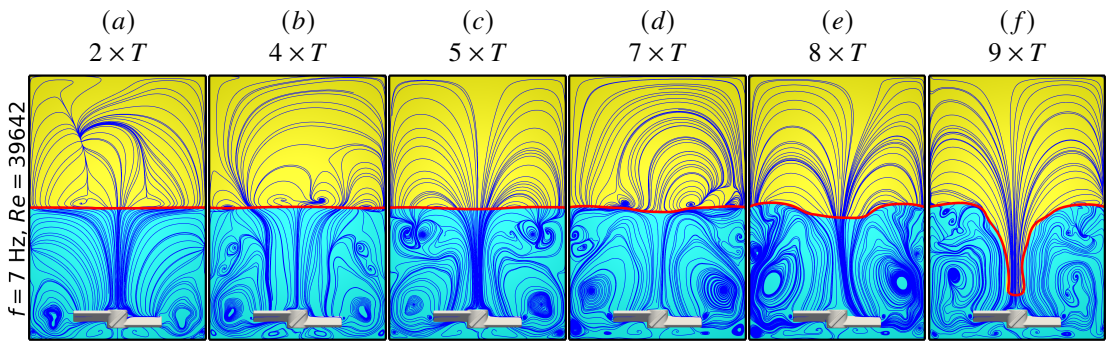 (a) (b) (c) (d) (e) (f)
2 × T 4 × T 5 × T 7 × T 8 × T 9 × T
f = 7 Hz, Re = 39642